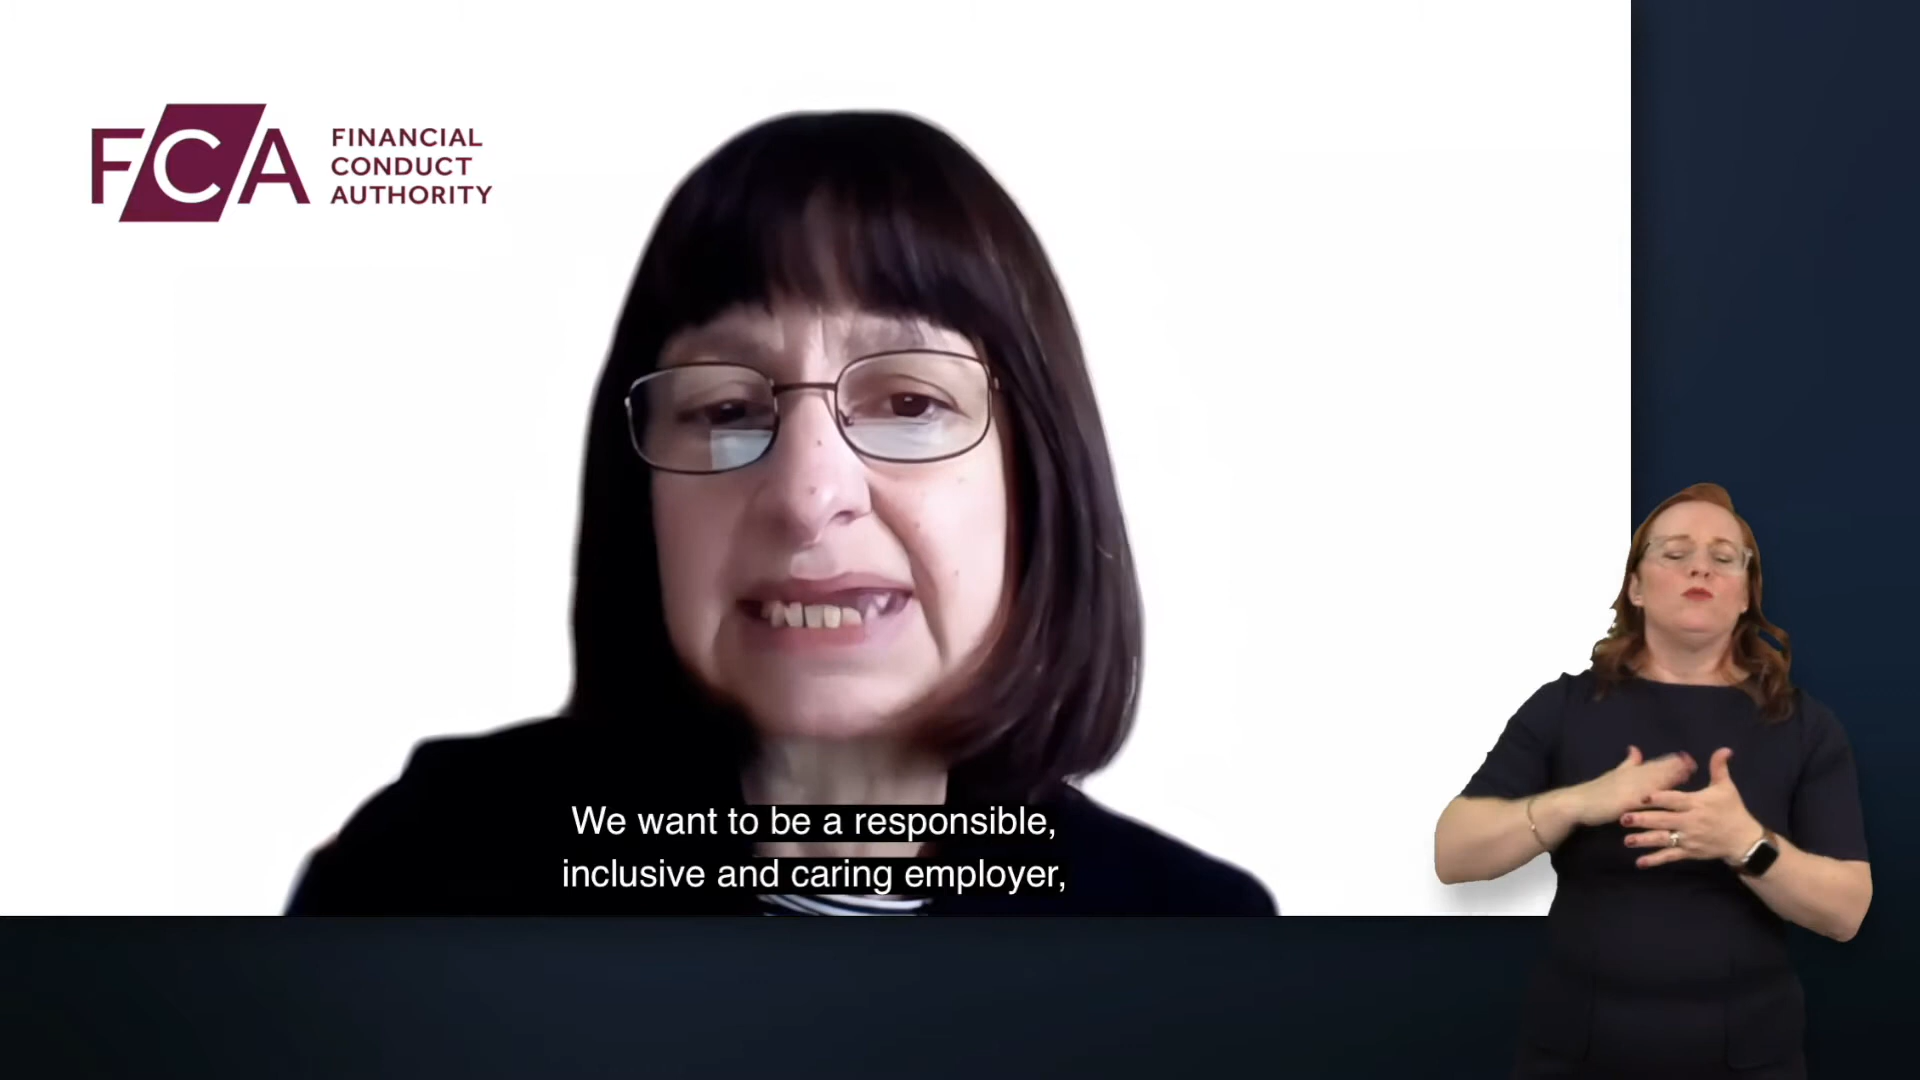 FCA
FINANCIAL
CONDUCT
AUTHORITY
We want to be a responsible,
inclusive and caring employer,